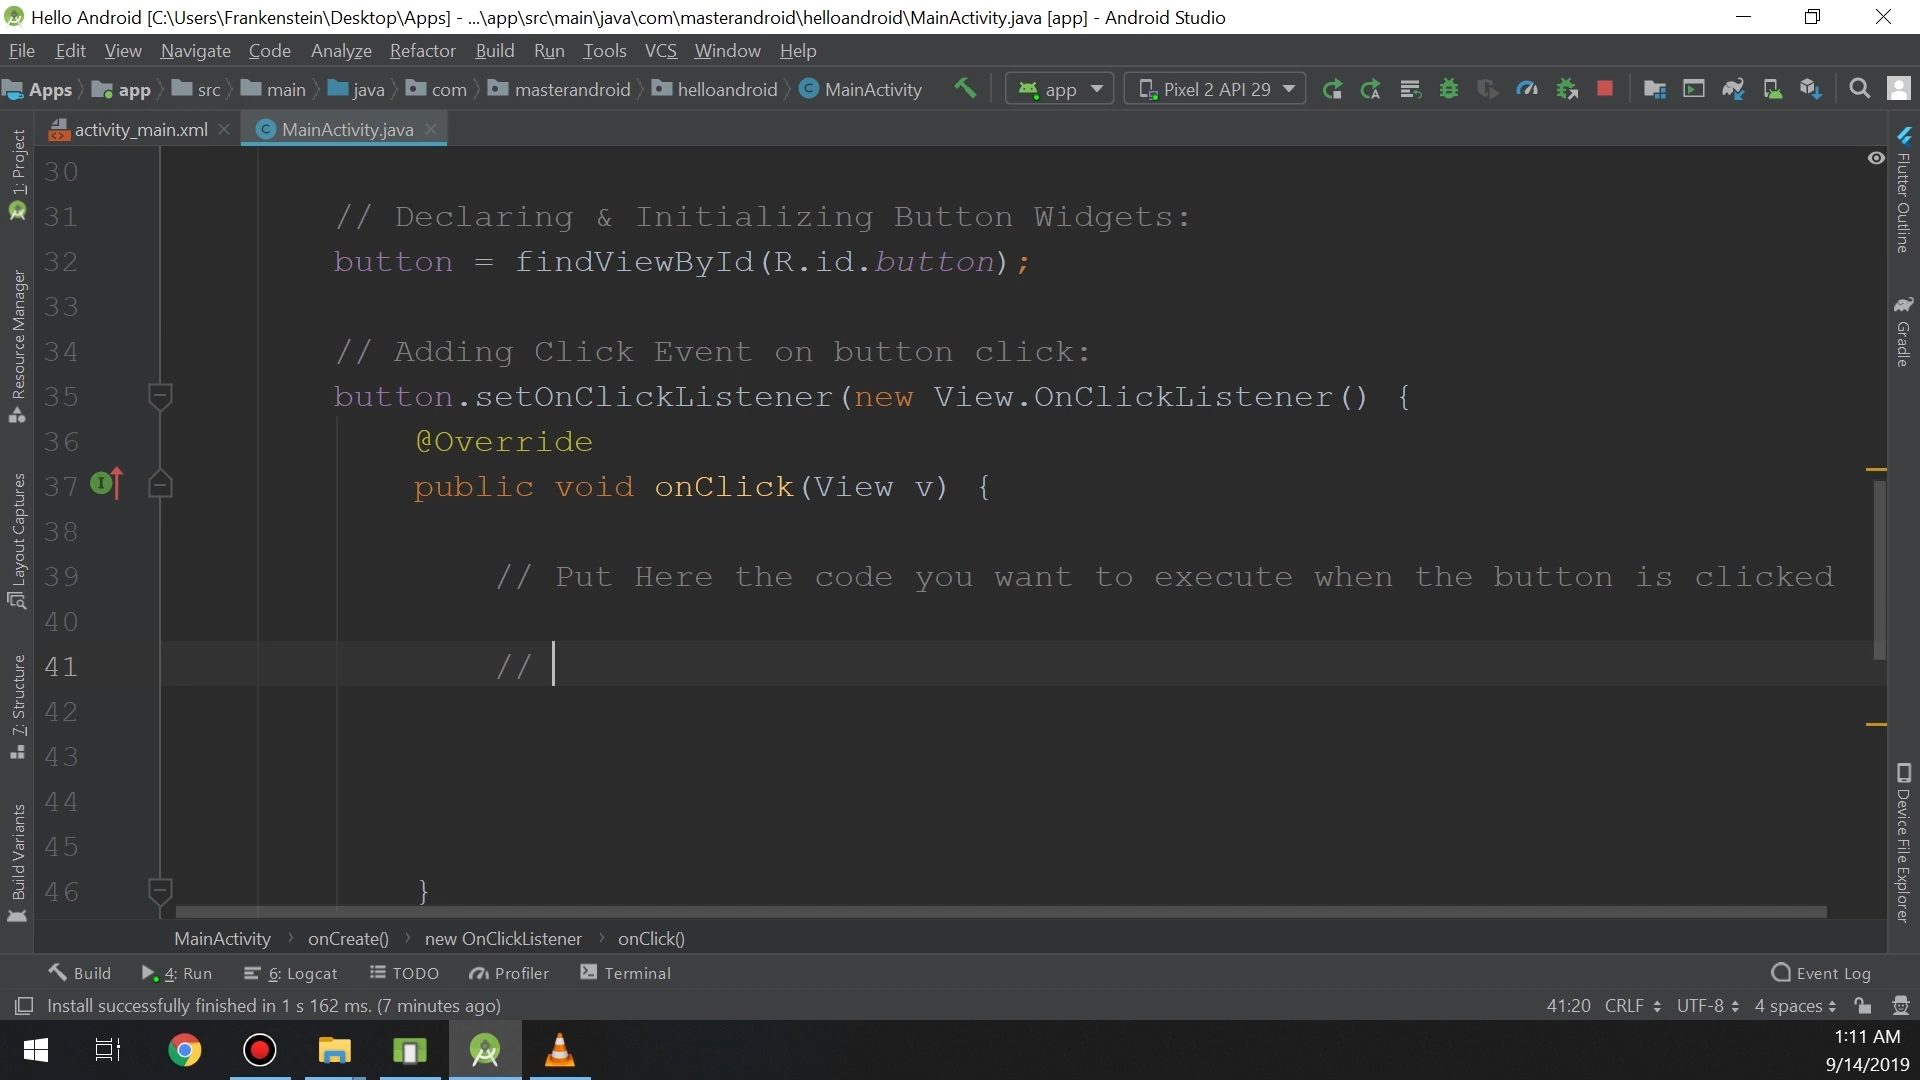 Hello Android [C:\Users\Frankenstein\Desktop\Apps] - ...\app\src\main\java\com\masterandroid\helloandroid\MainActivity.java [app] - Android Studio
File Edit View Navigate Code Analyze Refactor Build Run Tools VCS Window Help
Apps app src main java com masterandroid helloandroid MainActivity app Pixel 2 API 29
activity_main.xml MainActivity.java
1: Project
Resource Manager
Layout Captures
7: Structure
Build Variants
30
31 // Declaring & Initializing Button Widgets:
32 button = findViewById(R.id.button);
33
34 // Adding Click Event on button click:
35 button.setOnClickListener(new View.OnClickListener() {
36 @Override
37 public void onClick(View v) {
38
39 // Put Here the code you want to execute when the button is clicked
40
41 //
42
43
44
45
46 }
Flutter Outline
Gradle
Device File Explorer
MainActivity onCreate() new OnClickListener onClick()
Build 4: Run 6: Logcat TODO Profiler Terminal Event Log
Install successfully finished in 1 s 162 ms. (7 minutes ago) 41:20 CRLF UTF-8 4 spaces
1:11 AM
9/14/2019